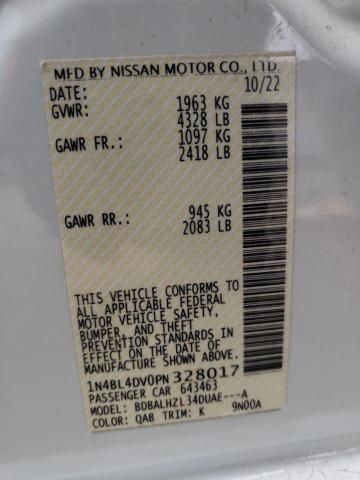 MFD BY NISSAN MOTOR CO., LTD.
DATE: 10/22
GVWR: 1963 KG
4328 LB
GAWR FR.: 1097 KG
2418 LB
GAWR RR.: 945 KG
2083 LB
THIS VEHICLE CONFORMS TO
ALL APPLICABLE FEDERAL
MOTOR VEHICLE SAFETY,
BUMPER, AND THEFT
PREVENTION STANDARDS IN
EFFECT ON THE DATE OF
MANUFACTURE SHOWN ABOVE.
1N4BL4DV0PN328017
PASSENGER CAR 643463
MODEL: BDBALHZL34DUAE---A
COLOR: QAB TRIM: K 9N00A